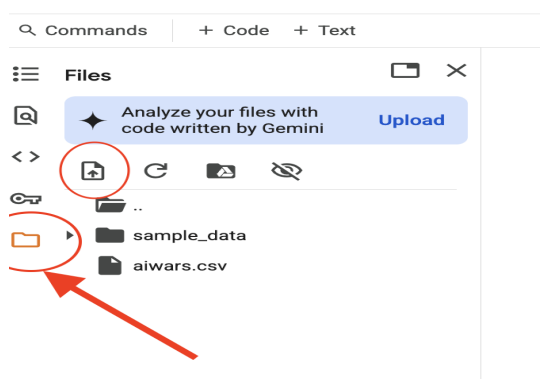 Commands + Code + Text
Files
Analyze your files with
code written by Gemini
Upload
..
sample_data
aiwars.csv